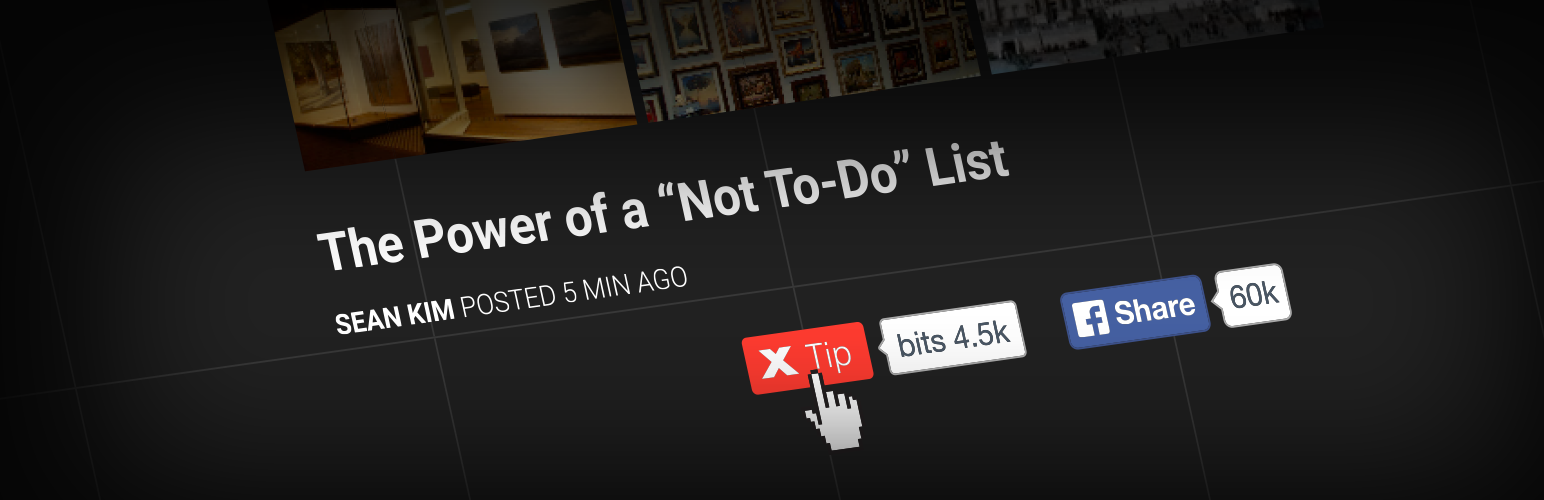 The Power of a “Not To-Do” List
SEAN KIM POSTED 5 MIN AGO
X Tip
bits 4.5k
f Share
60k